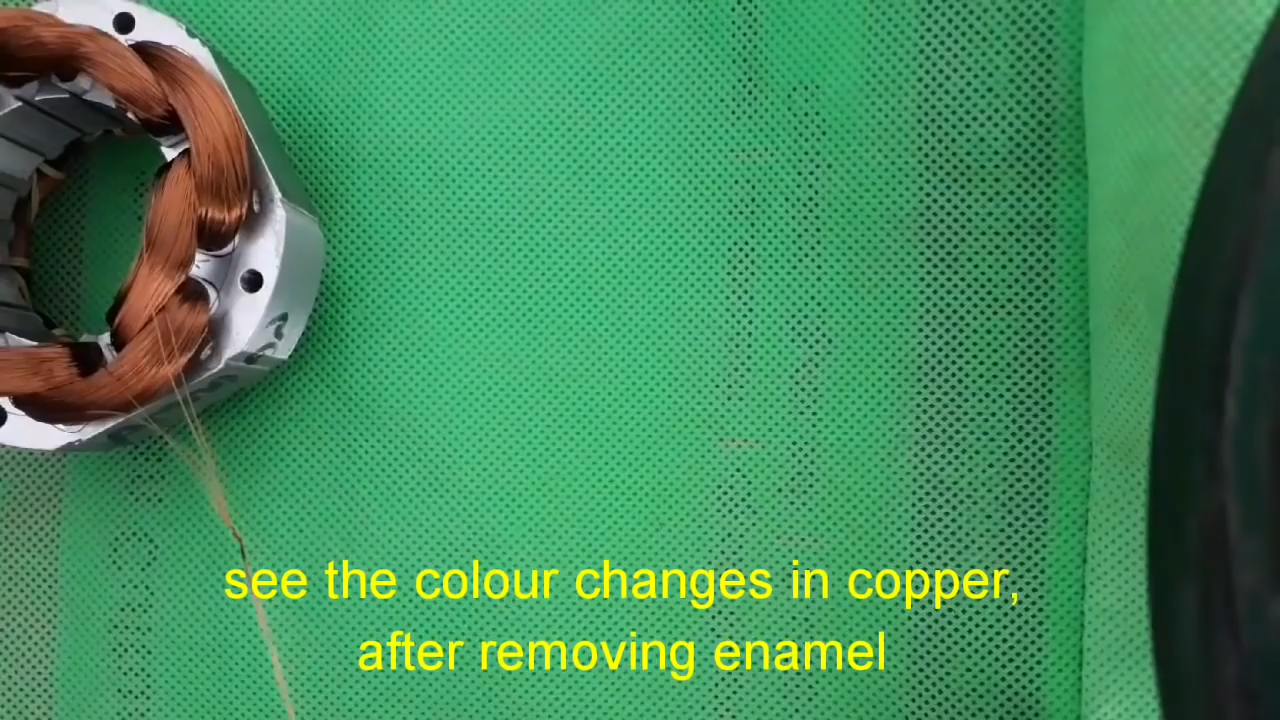 see the colour changes in copper,
after removing enamel